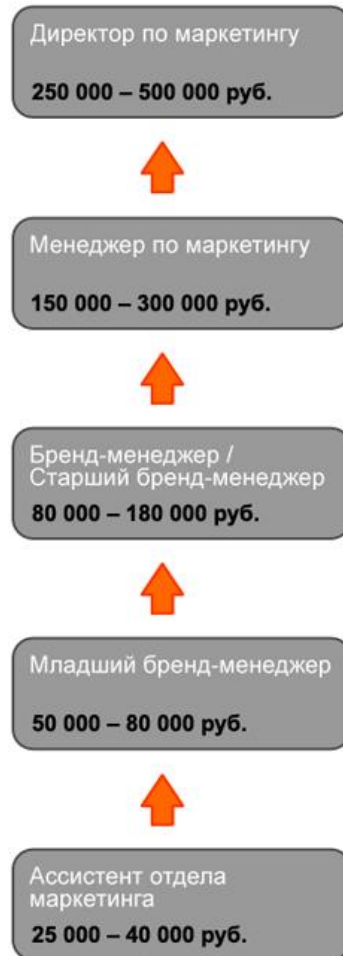 Директор по маркетингу
250 000 – 500 000 руб.
Менеджер по маркетингу
150 000 – 300 000 руб.
Бренд-менеджер /
Старший бренд-менеджер
80 000 – 180 000 руб.
Младший бренд-менеджер
50 000 – 80 000 руб.
Ассистент отдела
маркетинга
25 000 – 40 000 руб.